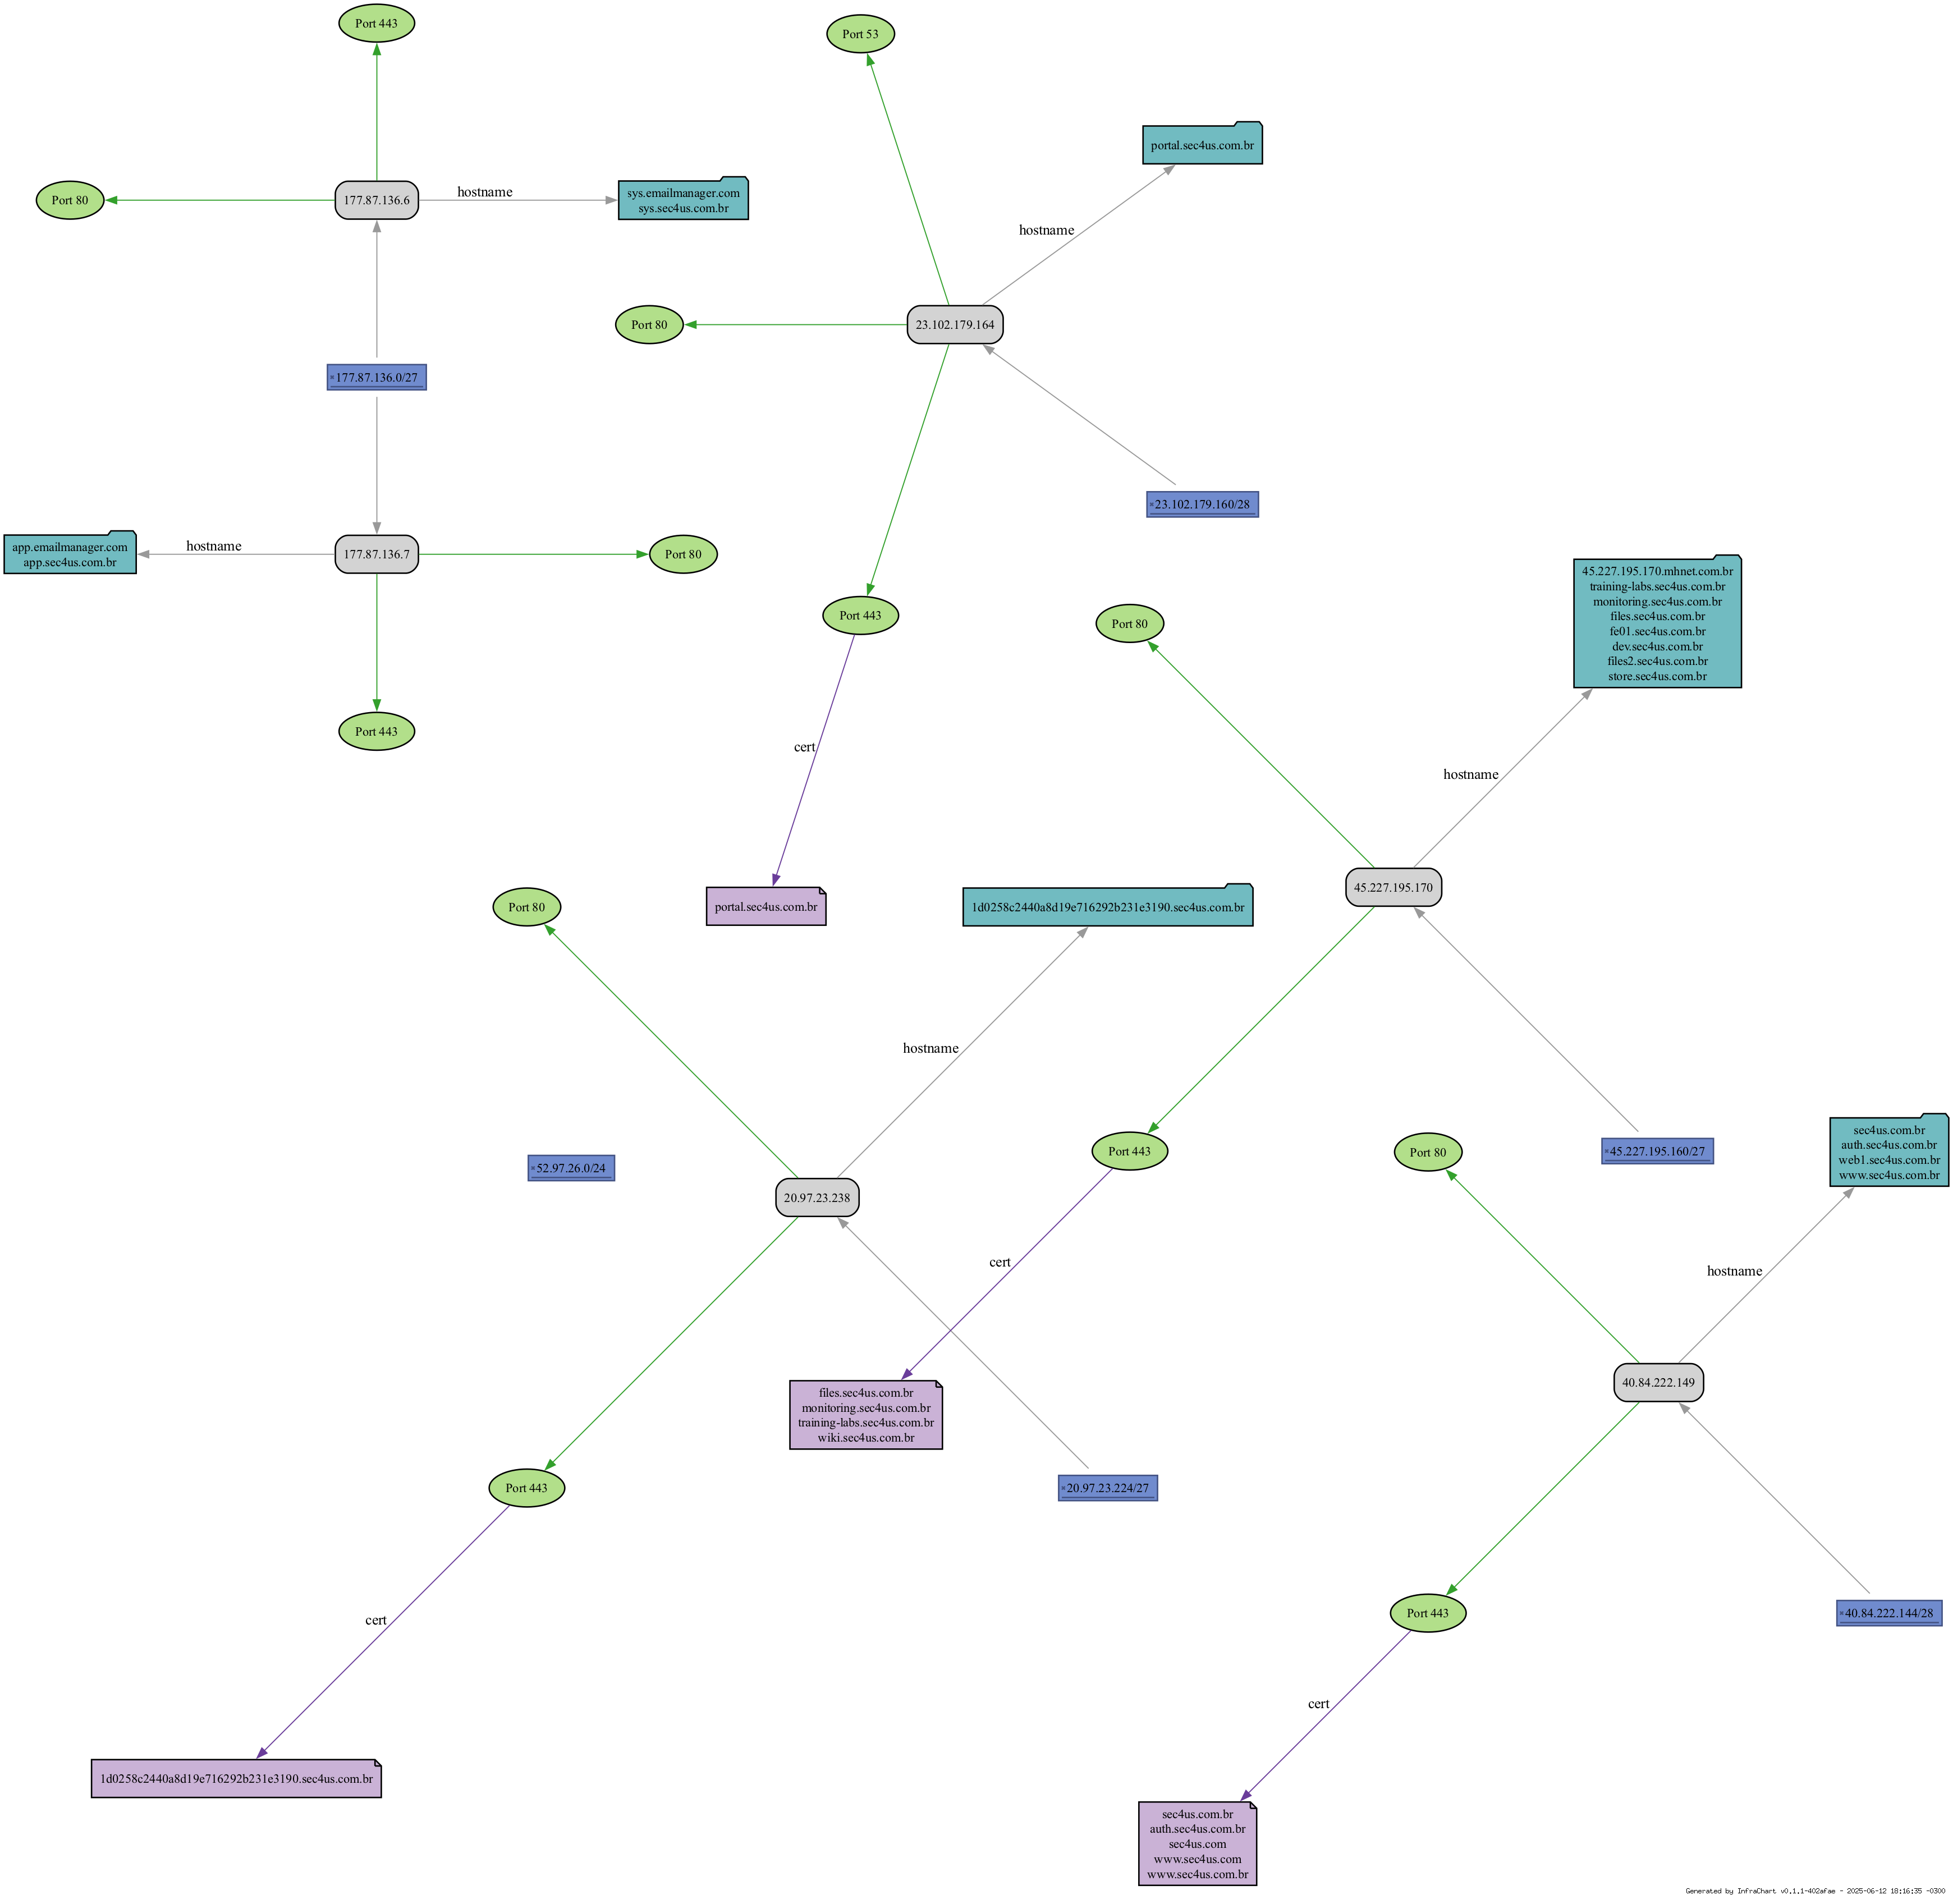 Port 443
Port 53
portal.sec4us.com.br
Port 80
177.87.136.6
hostname
sys.emailmanager.com
sys.sec4us.com.br
hostname
Port 80
23.102.179.164
177.87.136.0/27
23.102.179.160/28
app.emailmanager.com
app.sec4us.com.br
hostname
177.87.136.7
Port 80
Port 443
Port 443
Port 80
45.227.195.170.mhnet.com.br
training-labs.sec4us.com.br
monitoring.sec4us.com.br
files.sec4us.com.br
fe01.sec4us.com.br
dev.sec4us.com.br
files2.sec4us.com.br
store.sec4us.com.br
cert
hostname
Port 80
portal.sec4us.com.br
1d0258c2440a8d19e716292b231e3190.sec4us.com.br
45.227.195.170
hostname
52.97.26.0/24
20.97.23.238
Port 443
Port 80
45.227.195.160/27
sec4us.com.br
auth.sec4us.com.br
web1.sec4us.com.br
www.sec4us.com.br
cert
hostname
files.sec4us.com.br
monitoring.sec4us.com.br
training-labs.sec4us.com.br
wiki.sec4us.com.br
40.84.222.149
Port 443
20.97.23.224/27
cert
Port 443
40.84.222.144/28
cert
1d0258c2440a8d19e716292b231e3190.sec4us.com.br
sec4us.com.br
auth.sec4us.com.br
sec4us.com
www.sec4us.com
www.sec4us.com.br
Generated by InfraChart v0.1.1-402afae - 2025-06-12 18:16:35 -0300